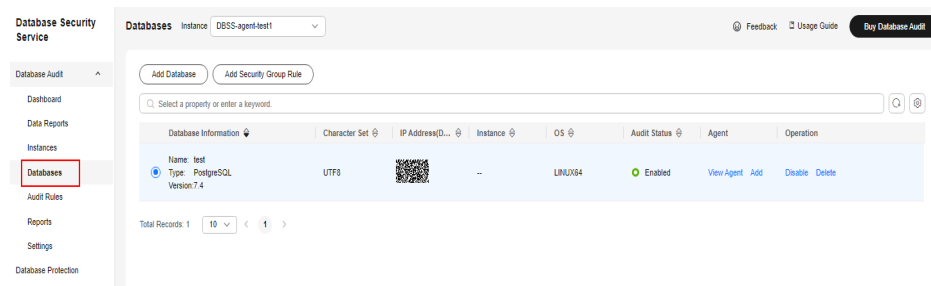 Database Security
Service
Databases Instance DBSS-agent-test1
Feedback Usage Guide Buy Database Audit
Database Audit
Dashboard
Data Reports
Instances
Databases
Audit Rules
Reports
Settings
Database Protection
Add Database Add Security Group Rule
Select a property or enter a keyword.
Database Information Character Set IP Address(D... Instance OS Audit Status Agent Operation
Name: test
Type: PostgreSQL
Version:7.4
UTF8 -- LINUX64 Enabled View Agent Add Disable Delete
Total Records: 1 10 < 1 >